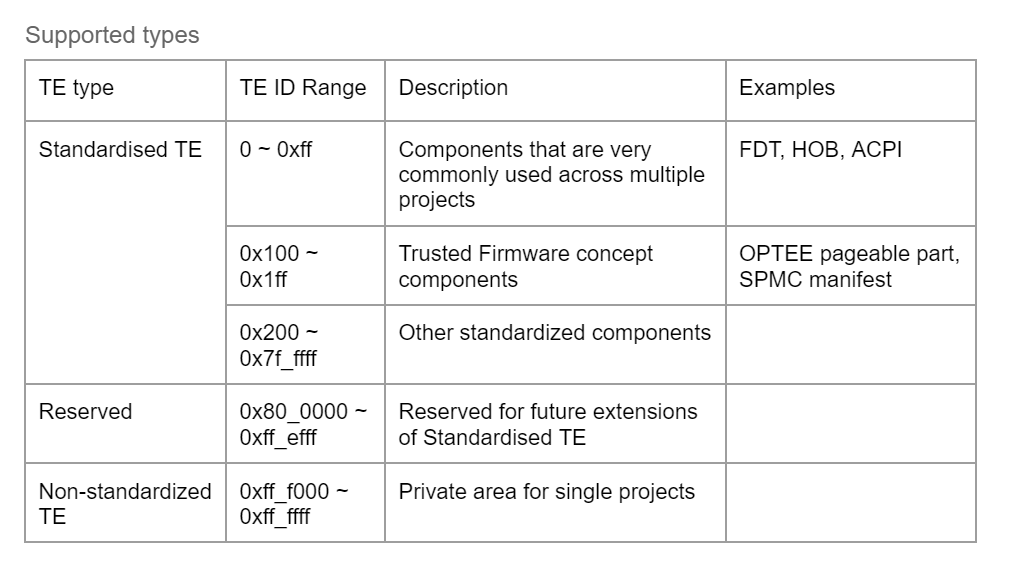 Supported types
TE type
TE ID Range
Description
Examples
Standardised TE
0 ~ 0xff
Components that are very
commonly used across multiple
projects
FDT, HOB, ACPI
0x100 ~
0x1ff
Trusted Firmware concept
components
OPTEE pageable part,
SPMC manifest
0x200 ~
0x7f_ffff
Other standardized components
Reserved
0x80_0000 ~
0xff_efff
Reserved for future extensions
of Standardised TE
Non-standardized
TE
0xff_f000 ~
0xff_ffff
Private area for single projects